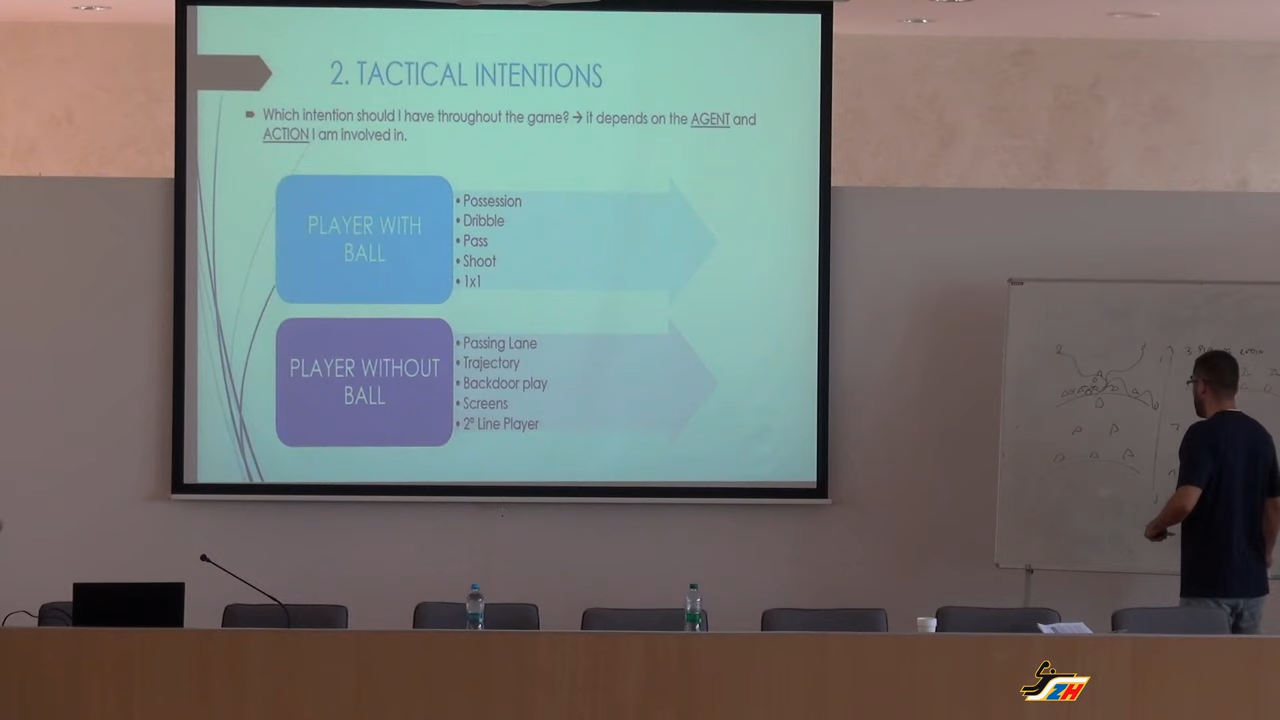 2. TACTICAL INTENTIONS
Which intention should I have throughout the game? → it depends on the AGENT and
ACTION I am involved in.
PLAYER WITH
BALL
• Possession
• Dribble
• Pass
• Shoot
• 1x1
PLAYER WITHOUT
BALL
• Passing Lane
• Trajectory
• Backdoor play
• Screens
• 2º Line Player
ZH